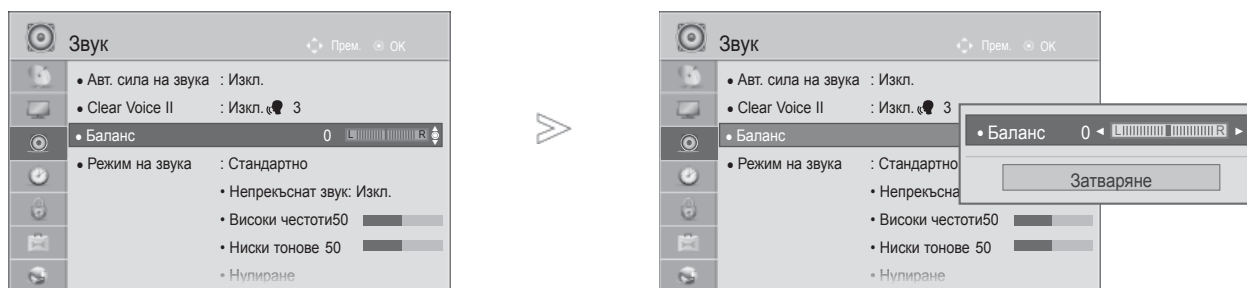 Звук
Прем. OK
• Авт. сила на звука : Изкл.
• Clear Voice II : Изкл. 3
• Баланс 0 L R
• Режим на звука : Стандартно
• Непрекъснат звук: Изкл.
• Високи честоти50
• Ниски тонове 50
• Нулиране
Звук
Прем. OK
• Авт. сила на звука : Изкл.
• Clear Voice II : Изкл. 3
• Баланс
• Режим на звука : Стандартно
• Непрекъсна
• Високи честоти50
• Ниски тонове 50
• Нулиране
• Баланс 0 ◄ L R ►
Затваряне